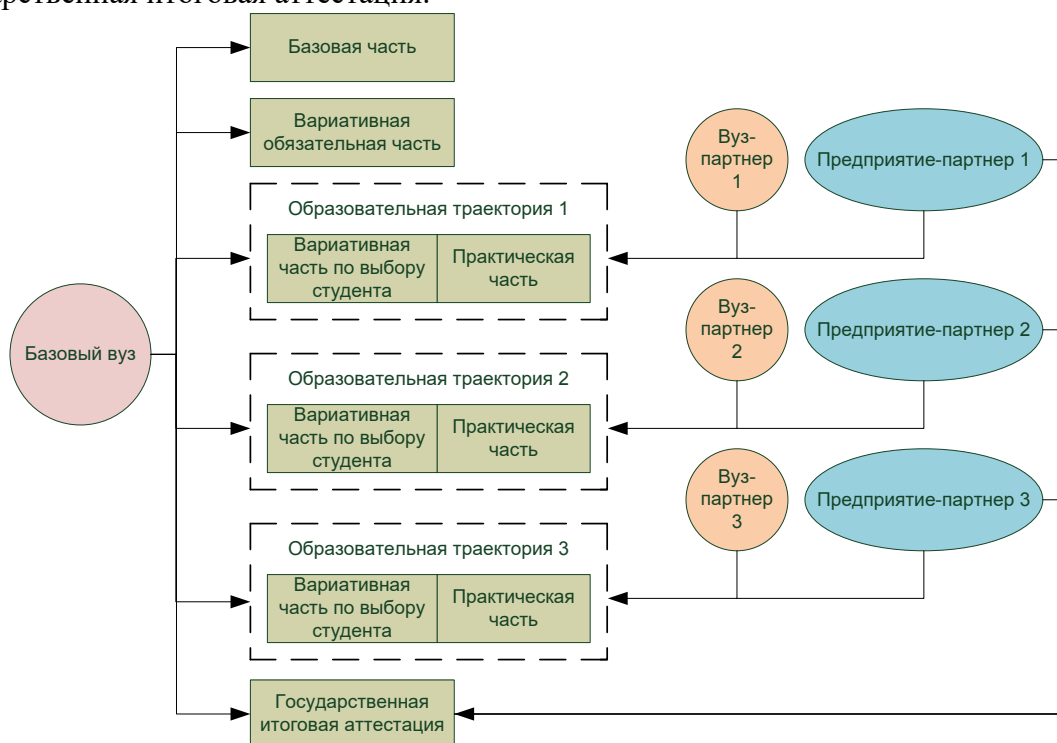 итоговая аттестация.
Базовая часть
Вариативная
обязательная часть
Вуз-
партнер
1
Предприятие-партнер 1
Образовательная траектория 1
Вариативная
часть по выбору
студента
Практическая
часть
Базовый вуз
Вуз-
партнер
2
Предприятие-партнер 2
Образовательная траектория 2
Вариативная
часть по выбору
студента
Практическая
часть
Вуз-
партнер
3
Предприятие-партнер 3
Образовательная траектория 3
Вариативная
часть по выбору
студента
Практическая
часть
Государственная
итоговая аттестация